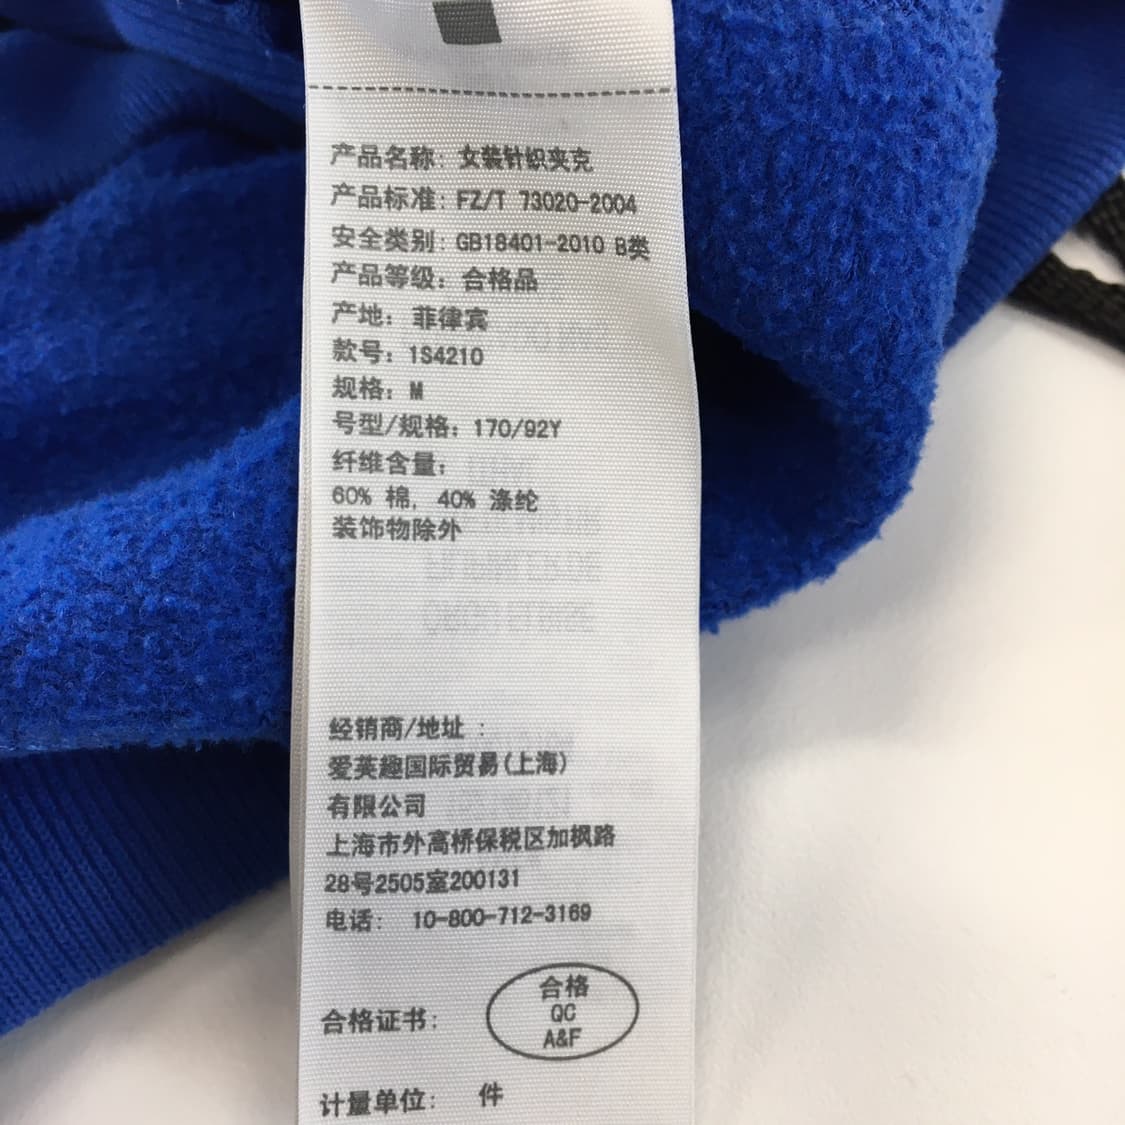 产品名称: 女装针织夹克
产品标准: FZ/T 73020-2004
安全类别: GB18401-2010 B类
产品等级: 合格品
产地: 菲律宾
款号: 1S4210
规格: M
号型/规格: 170/92Y
纤维含量:
60% 棉, 40% 涤纶
装饰物除外
经销商/地址 :
爱芙趣国际贸易(上海)
有限公司
上海市外高桥保税区加枫路
28号2505室200131
电话: 10-800-712-3169
合格
QC
A&F
合格证书:
计量单位: 件